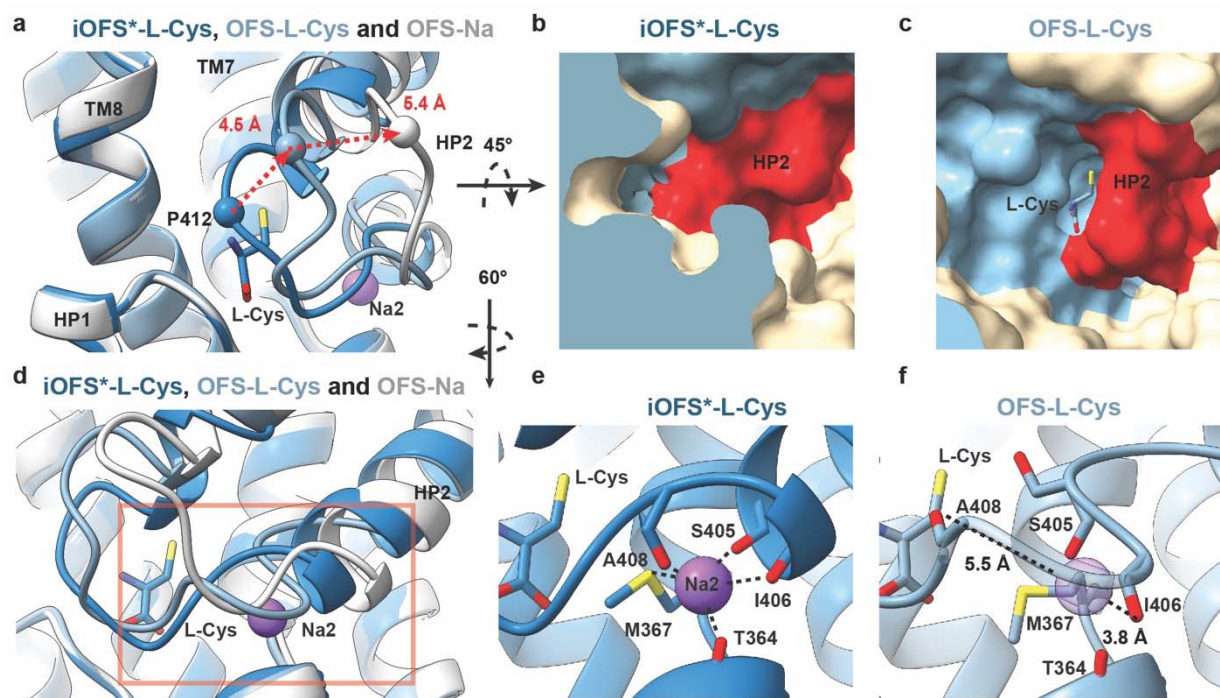 a iOFS*-L-Cys, OFS-L-Cys and OFS-Na
TM7
TM8
5.4 Å
4.5 Å
HP2
P412
L-Cys
Na2
HP1
45°
60°
b iOFS*-L-Cys
HP2
c OFS-L-Cys
HP2
L-Cys
d iOFS*-L-Cys, OFS-L-Cys and OFS-Na
HP2
L-Cys
Na2
e iOFS*-L-Cys
L-Cys
S405
A408
Na2
I406
M367
T364
f OFS-L-Cys
L-Cys
A408
S405
5.5 Å
M367
I406
3.8 Å
T364